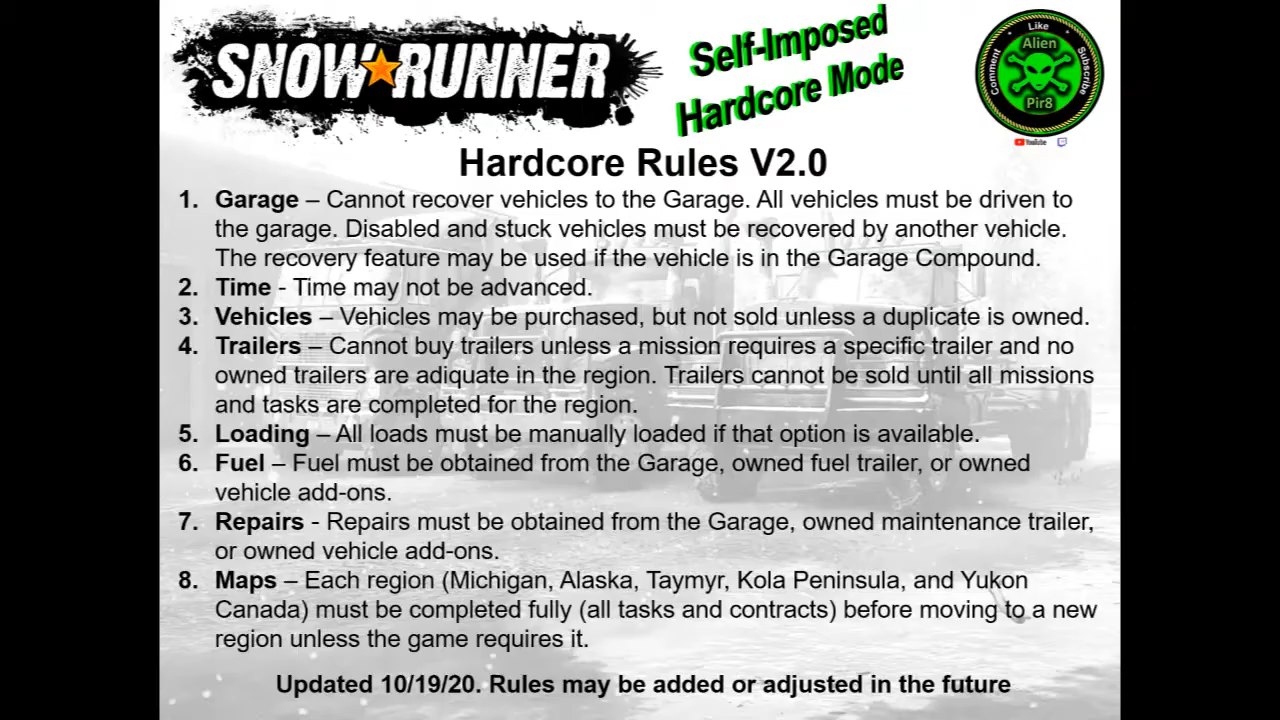 SNOWRUNNER
Self-Imposed
Hardcore Mode
Like
Comment
Subscribe
Alien
Pir8
YouTube
Hardcore Rules V2.0
1. Garage – Cannot recover vehicles to the Garage. All vehicles must be driven to
the garage. Disabled and stuck vehicles must be recovered by another vehicle.
The recovery feature may be used if the vehicle is in the Garage Compound.
2. Time - Time may not be advanced.
3. Vehicles – Vehicles may be purchased, but not sold unless a duplicate is owned.
4. Trailers – Cannot buy trailers unless a mission requires a specific trailer and no
owned trailers are adiquate in the region. Trailers cannot be sold until all missions
and tasks are completed for the region.
5. Loading – All loads must be manually loaded if that option is available.
6. Fuel – Fuel must be obtained from the Garage, owned fuel trailer, or owned
vehicle add-ons.
7. Repairs - Repairs must be obtained from the Garage, owned maintenance trailer,
or owned vehicle add-ons.
8. Maps – Each region (Michigan, Alaska, Taymyr, Kola Peninsula, and Yukon
Canada) must be completed fully (all tasks and contracts) before moving to a new
region unless the game requires it.
Updated 10/19/20. Rules may be added or adjusted in the future